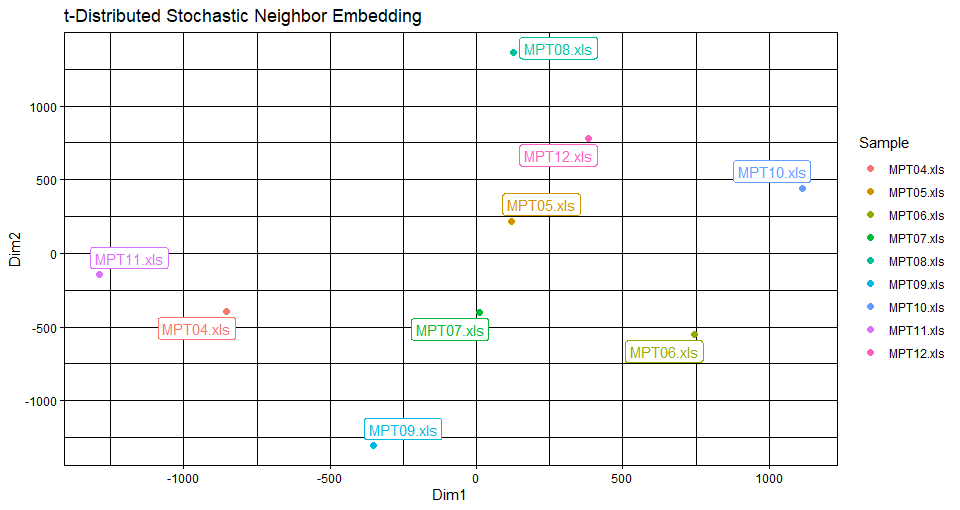 t-Distributed Stochastic Neighbor Embedding
MPT08.xls
MPT12.xls
MPT10.xls
MPT05.xls
MPT11.xls
MPT04.xls
MPT07.xls
MPT06.xls
MPT09.xls
1000
500
0
-500
-1000
Dim2
-1000
-500
0
500
1000
Dim1
Sample
MPT04.xls
MPT05.xls
MPT06.xls
MPT07.xls
MPT08.xls
MPT09.xls
MPT10.xls
MPT11.xls
MPT12.xls